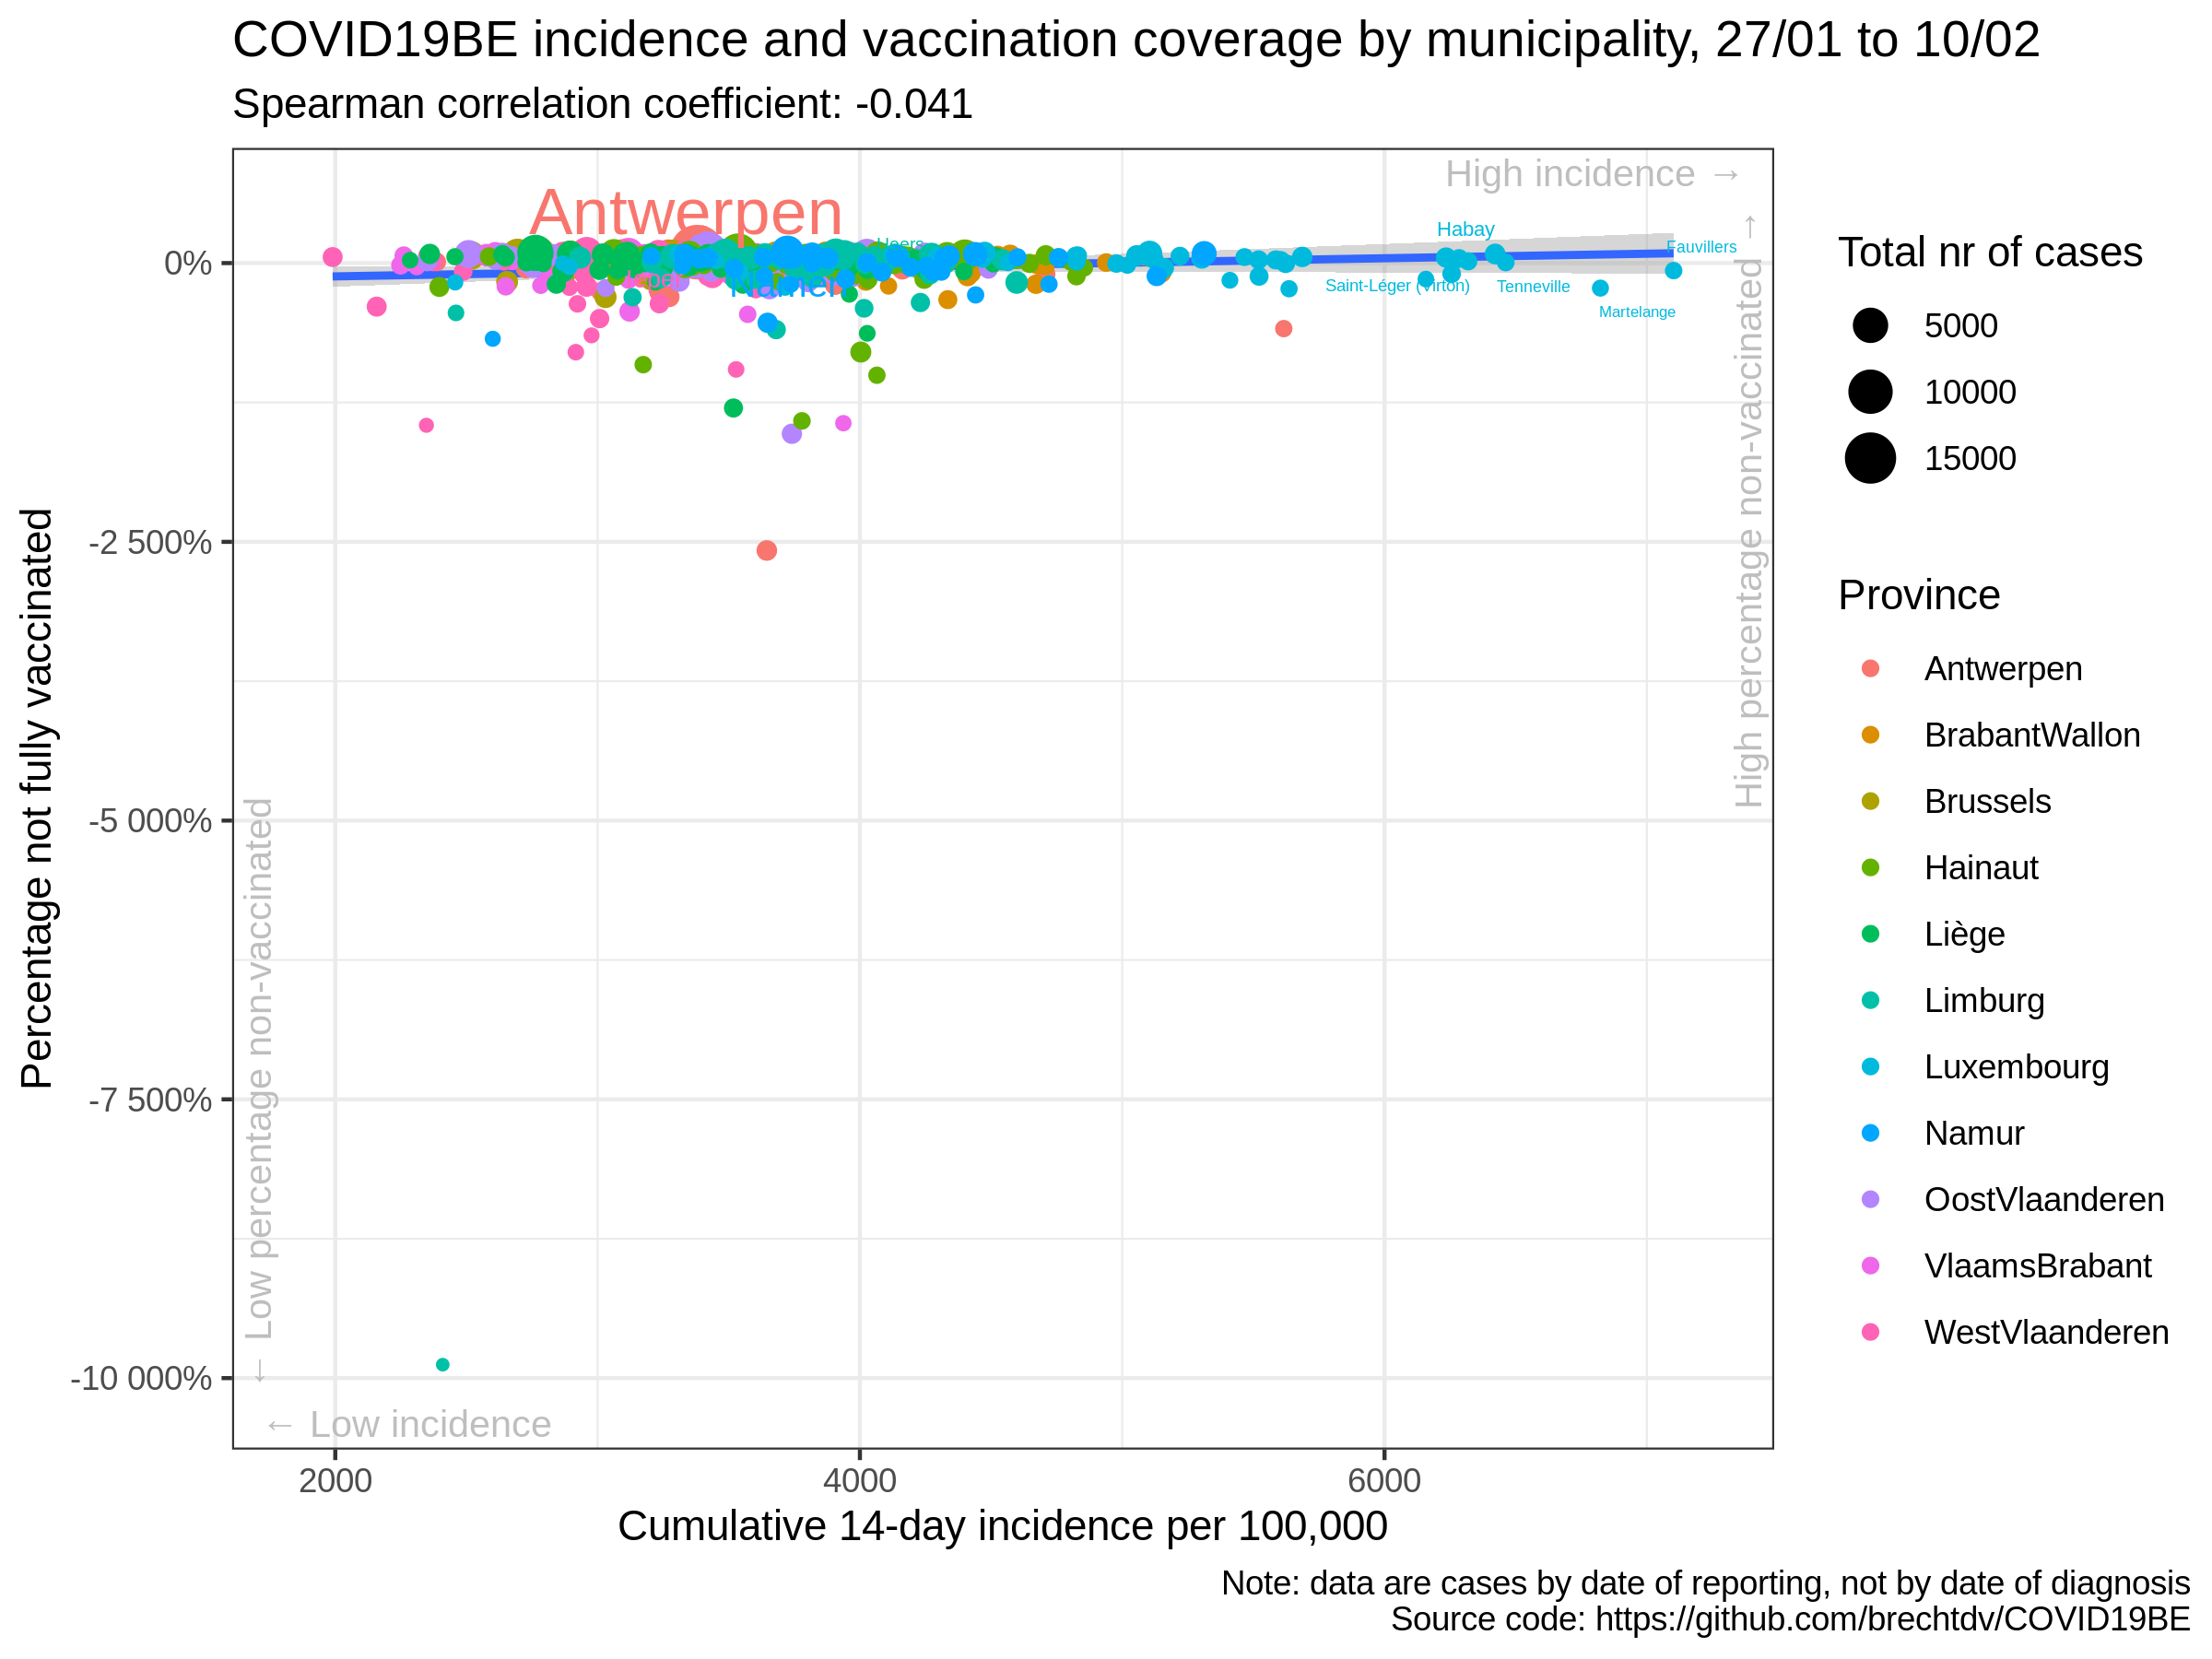 COVID19BE incidence and vaccination coverage by municipality, 27/01 to 10/02
Spearman correlation coefficient: -0.041
High incidence →
Antwerpen
Heers
Habay
Fauvillers
Saint-Léger (Virton)
Tenneville
Martelange
Namur
High percentage non-vaccinated →
← Low percentage non-vaccinated
← Low incidence
0%
-2 500%
-5 000%
-7 500%
-10 000%
Percentage not fully vaccinated
2000
4000
6000
Cumulative 14-day incidence per 100,000
Total nr of cases
5000
10000
15000
Province
Antwerpen
BrabantWallon
Brussels
Hainaut
Liège
Limburg
Luxembourg
Namur
OostVlaanderen
VlaamsBrabant
WestVlaanderen
Note: data are cases by date of reporting, not by date of diagnosis
Source code: https://github.com/brechtdv/COVID19BE